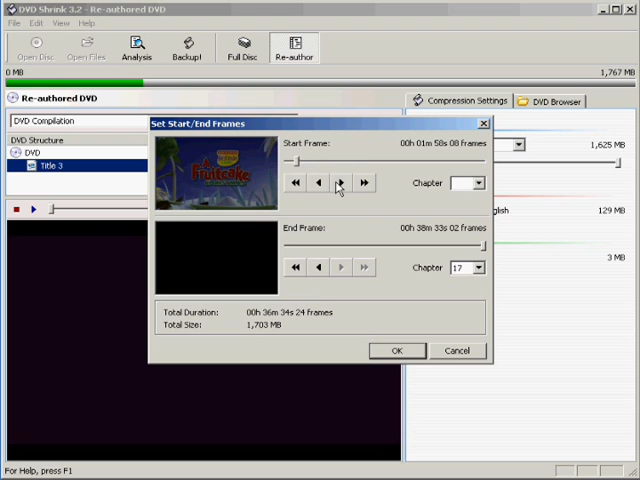 DVD Shrink 3.2 - Re-authored DVD
File Edit View Help
Open Disc Open Files Analysis Backup! Full Disc Re-author
0 MB 1,767 MB
Re-authored DVD
Compression Settings DVD Browser
DVD Compilation
DVD Structure
DVD
Title 3
1,625 MB
glish 129 MB
3 MB
Set Start/End Frames
Fruitcake
Start Frame: 00h 01m 58s 08 frames
Chapter
End Frame: 00h 38m 33s 02 frames
Chapter 17
Total Duration: 00h 36m 34s 24 frames
Total Size: 1,703 MB
OK Cancel
For Help, press F1